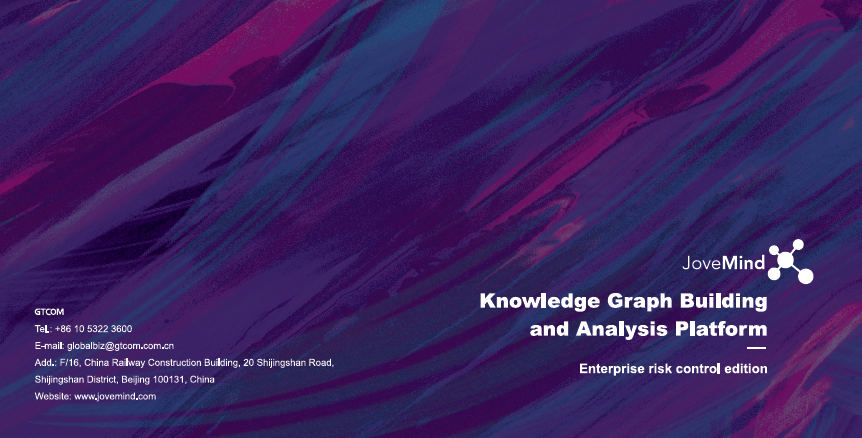 JoveMind
Knowledge Graph Building
and Analysis Platform
Enterprise risk control edition
GTCOM
Tel.: +86 10 5322 3600
E-mail: globalbiz@gtcom.com.cn
Add.: F/16, China Railway Construction Building, 20 Shijingshan Road,
Shijingshan District, Beijing 100131, China
Website: www.jovemind.com